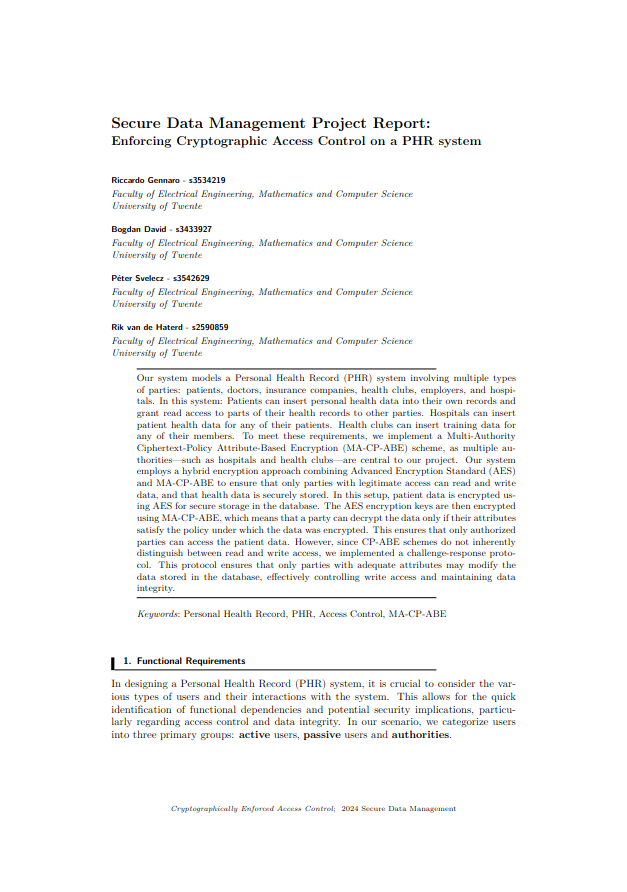 Secure Data Management Project Report:
Enforcing Cryptographic Access Control on a PHR system
Riccardo Gennaro - s3534219
Faculty of Electrical Engineering, Mathematics and Computer Science
University of Twente
Bogdan David - s3433927
Faculty of Electrical Engineering, Mathematics and Computer Science
University of Twente
Péter Svelecz - s3542629
Faculty of Electrical Engineering, Mathematics and Computer Science
University of Twente
Rik van de Haterd - s2590859
Faculty of Electrical Engineering, Mathematics and Computer Science
University of Twente
Our system models a Personal Health Record (PHR) system involving multiple types
of parties: patients, doctors, insurance companies, health clubs, employers, and hospi-
tals. In this system: Patients can insert personal health data into their own records and
grant read access to parts of their health records to other parties. Hospitals can insert
patient health data for any of their patients. Health clubs can insert training data for
any of their members. To meet these requirements, we implement a Multi-Authority
Ciphertext-Policy Attribute-Based Encryption (MA-CP-ABE) scheme, as multiple au-
thorities—such as hospitals and health clubs—are central to our project. Our system
employs a hybrid encryption approach combining Advanced Encryption Standard (AES)
and MA-CP-ABE to ensure that only parties with legitimate access can read and write
data, and that health data is securely stored. In this setup, patient data is encrypted us-
ing AES for secure storage in the database. The AES encryption keys are then encrypted
using MA-CP-ABE, which means that a party can decrypt the data only if their attributes
satisfy the policy under which the data was encrypted. This ensures that only authorized
parties can access the patient data. However, since CP-ABE schemes do not inherently
distinguish between read and write access, we implemented a challenge-response proto-
col. This protocol ensures that only parties with adequate attributes may modify the
data stored in the database, effectively controlling write access and maintaining data
integrity.
Keywords: Personal Health Record, PHR, Access Control, MA-CP-ABE
1. Functional Requirements
In designing a Personal Health Record (PHR) system, it is crucial to consider the var-
ious types of users and their interactions with the system. This allows for the quick
identification of functional dependencies and potential security implications, particu-
larly regarding access control and data integrity. In our scenario, we categorize users
into three primary groups: active users, passive users and authorities.
Cryptographically Enforced Access Control; 2024 Secure Data Management